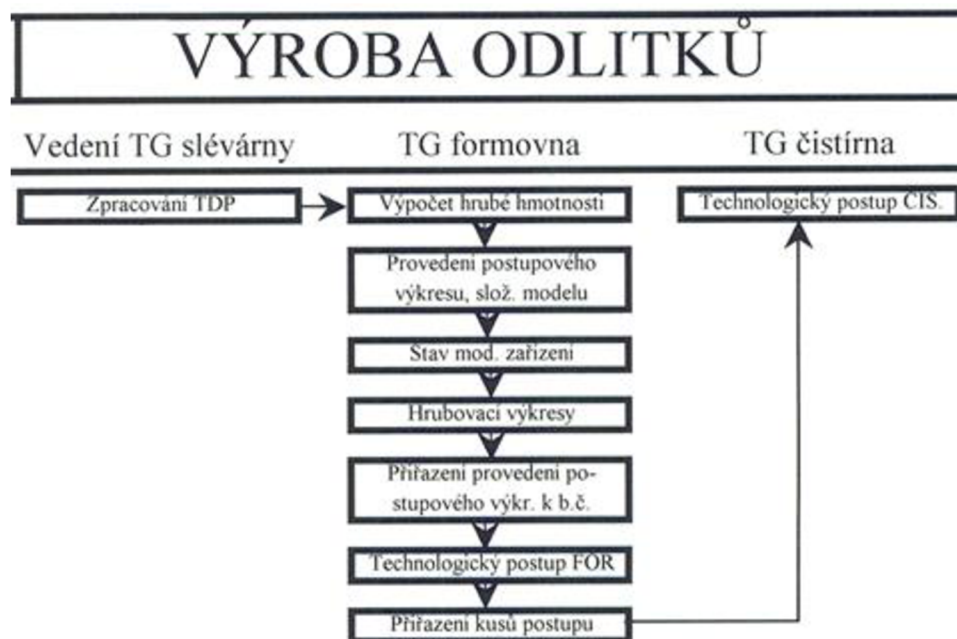 VÝROBA ODLITKŮ
Vedení TG slévárny
TG formovna
TG čistírna
Zpracování TDP
Výpočet hrubé hmotnosti
Technologický postup ČIS.
Provedení postupového
výkresu, slož. modelu
Stav mod. zařízení
Hrubovací výkresy
Přiřazení provedení po-
stupového výkr. k b.č.
Technologický postup FOR
Přiřazení kusů postupu